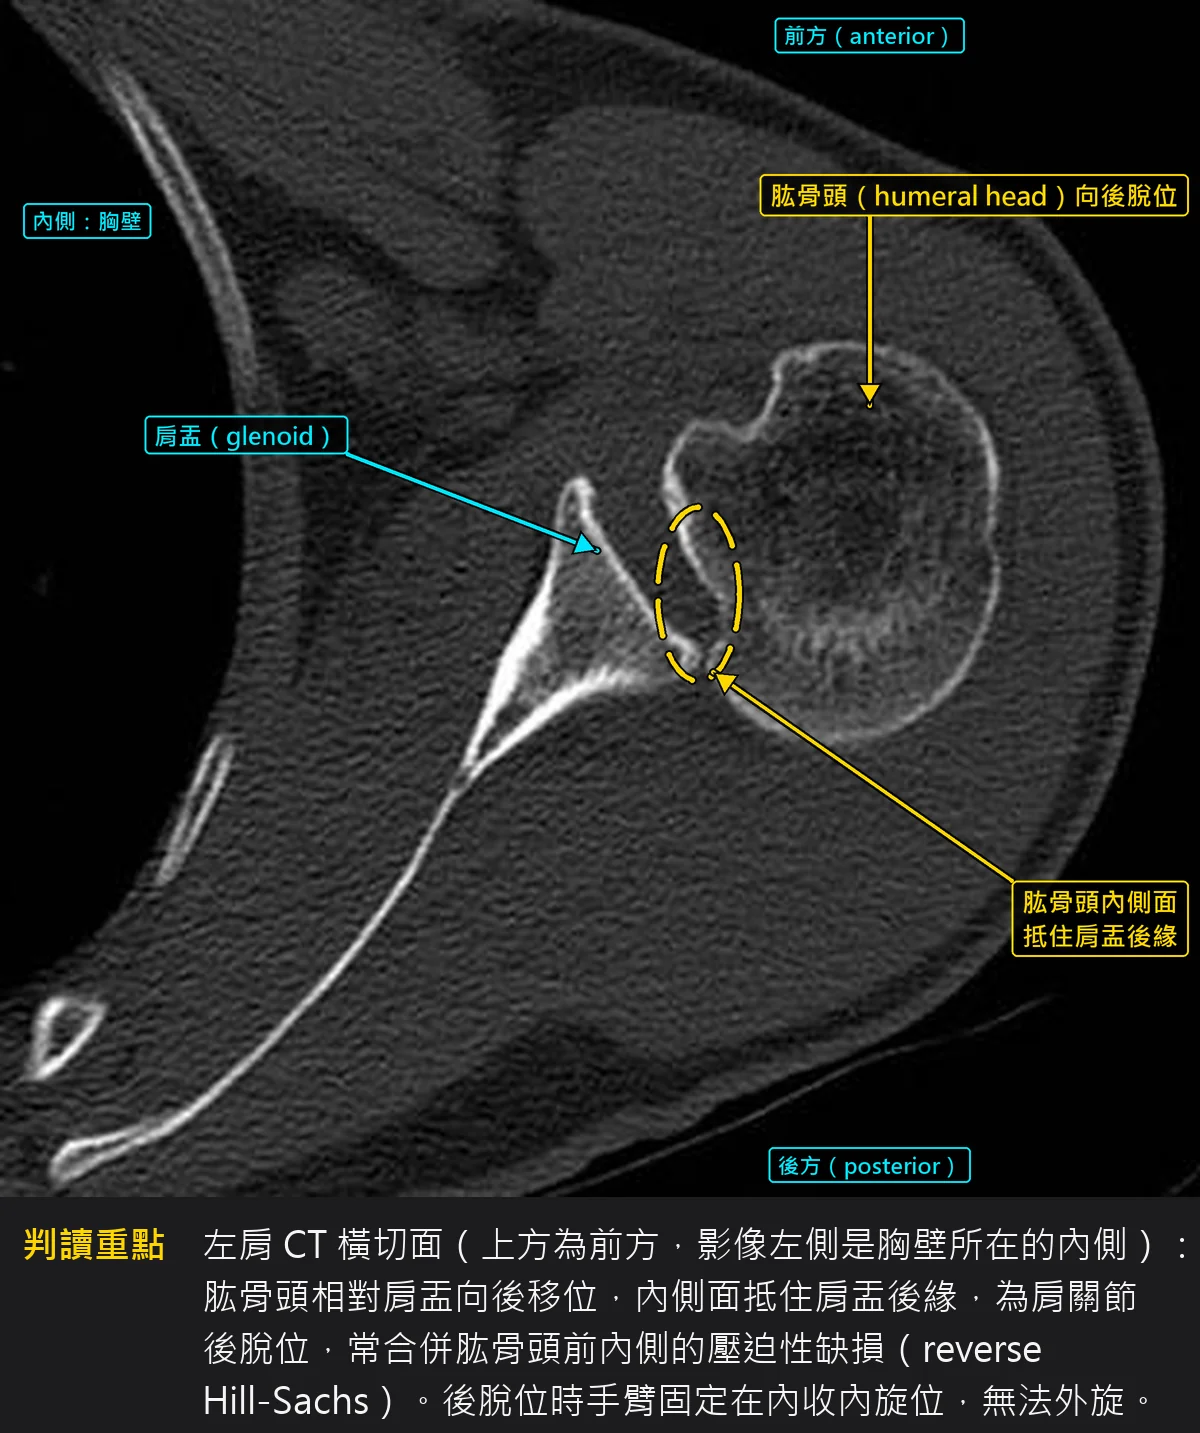 前方（anterior）
肱骨頭（humeral head）向後脫位
內側：胸壁
肩盂（glenoid）
肱骨頭內側面
抵住肩盂後緣
後方（posterior）
判讀重點
左肩 CT 橫切面（上方為前方，影像左側是胸壁所在的內側）：
肱骨頭相對肩盂向後移位，內側面抵住肩盂後緣，為肩關節
後脫位，常合併肱骨頭前內側的壓迫性缺損（reverse
Hill-Sachs）。後脫位時手臂固定在內收內旋位，無法外旋。